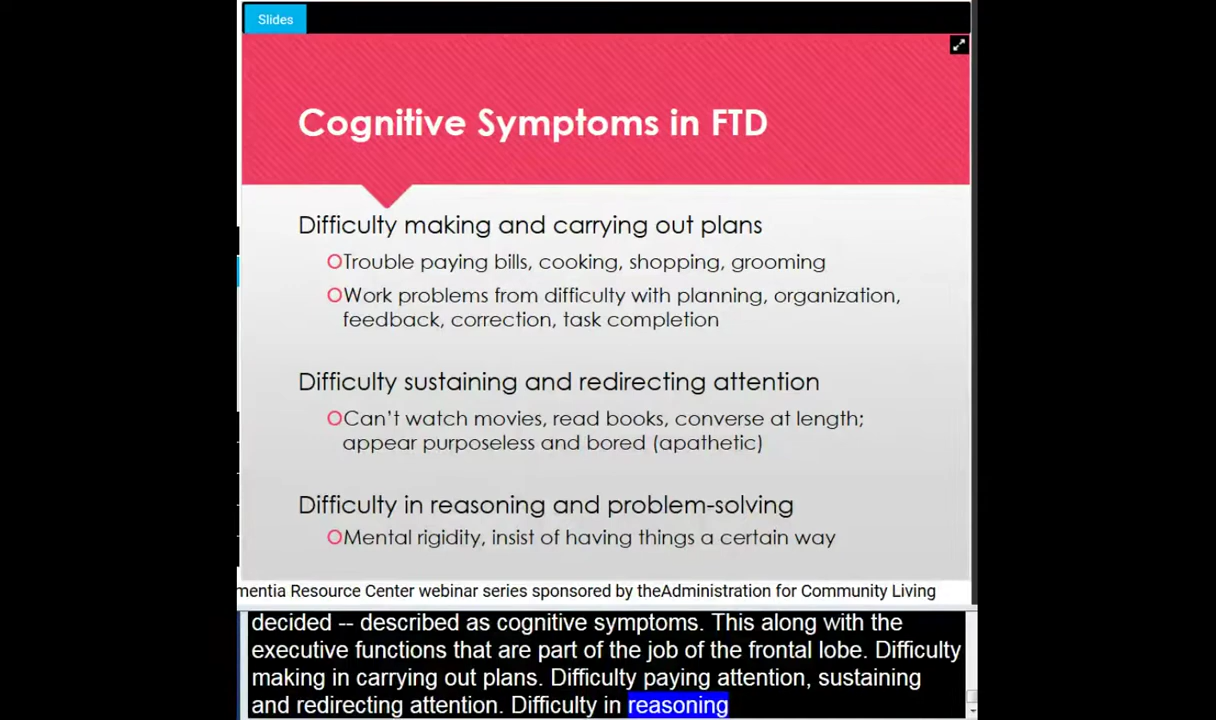 Slides
Cognitive Symptoms in FTD
Difficulty making and carrying out plans
Trouble paying bills, cooking, shopping, grooming
Work problems from difficulty with planning, organization,
feedback, correction, task completion
Difficulty sustaining and redirecting attention
Can't watch movies, read books, converse at length;
appear purposeless and bored (apathetic)
Difficulty in reasoning and problem-solving
Mental rigidity, insist of having things a certain way
mentia Resource Center webinar series sponsored by theAdministration for Community Living
decided -- described as cognitive symptoms. This along with the
executive functions that are part of the job of the frontal lobe. Difficulty
making in carrying out plans. Difficulty paying attention, sustaining
and redirecting attention. Difficulty in reasoning